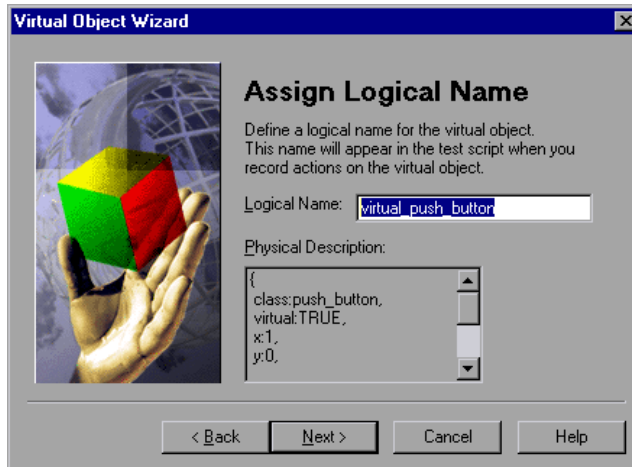 Virtual Object Wizard
Assign Logical Name
Define a logical name for the virtual object.
This name will appear in the test script when you
record actions on the virtual object.
Logical Name: virtual_push_button
Physical Description:
{
class:push_button,
virtual:TRUE,
x:1,
y:0,
< Back Next > Cancel Help